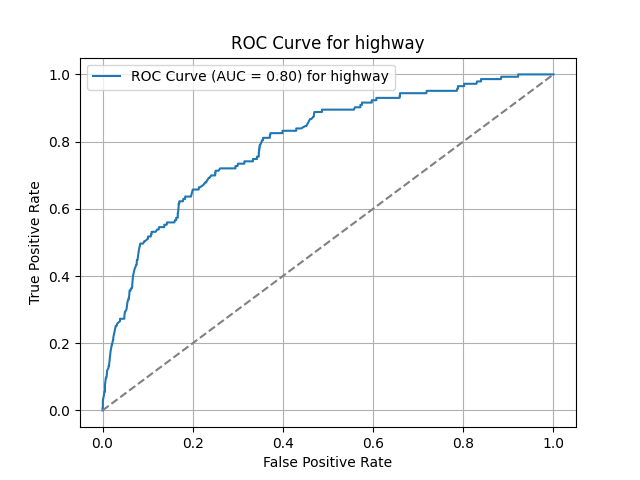 ROC Curve for highway
ROC Curve (AUC = 0.80) for highway
True Positive Rate
1.0
0.8
0.6
0.4
0.2
0.0
0.0 0.2 0.4 0.6 0.8 1.0
False Positive Rate